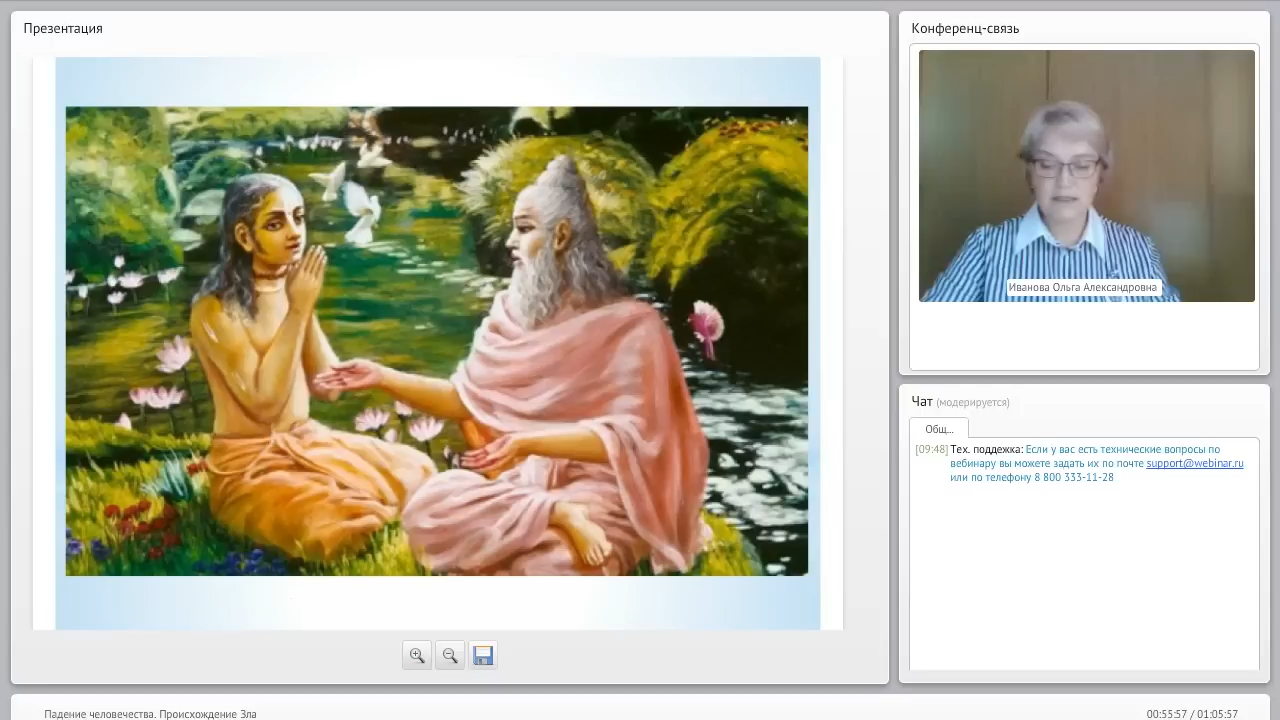 Презентация
Конференц-связь
Иванова Ольга Александровна
Чат (модерируется)
Общ...
[09:48] Тех. поддежка: Если у вас есть технические вопросы по
вебинару вы можете задать их по почте support@webinar.ru
или по телефону 8 800 333-11-28
Падение человечества. Происхождение Зла
00:55:57 / 01:05:57